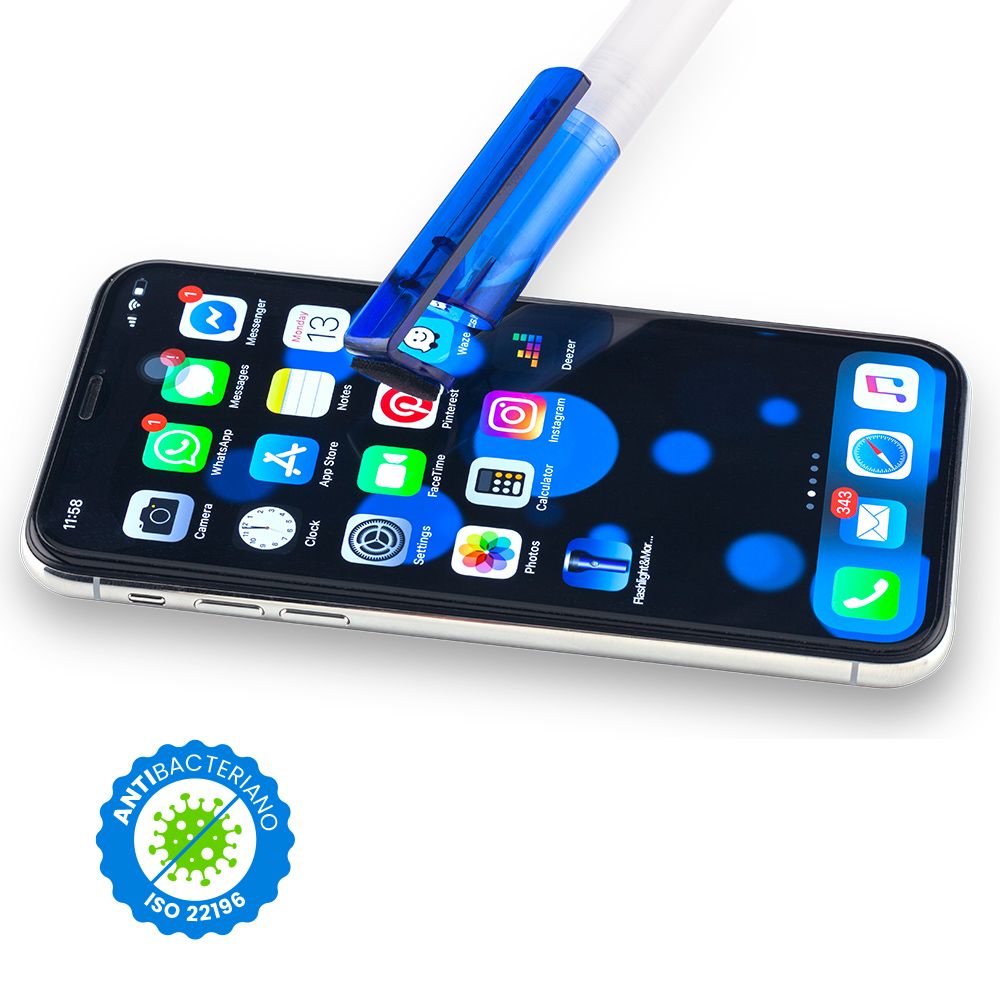 11:58
1
Messenger
Monday
13
Waze
Deezer
!
Messages
Notes
Pinterest
Instagram
1
WhatsApp
App Store
FaceTime
Calculator
Camera
Clock
Settings
Photos
Flashlight&Mor...
343
ANTIBACTERIANO
ISO 22196